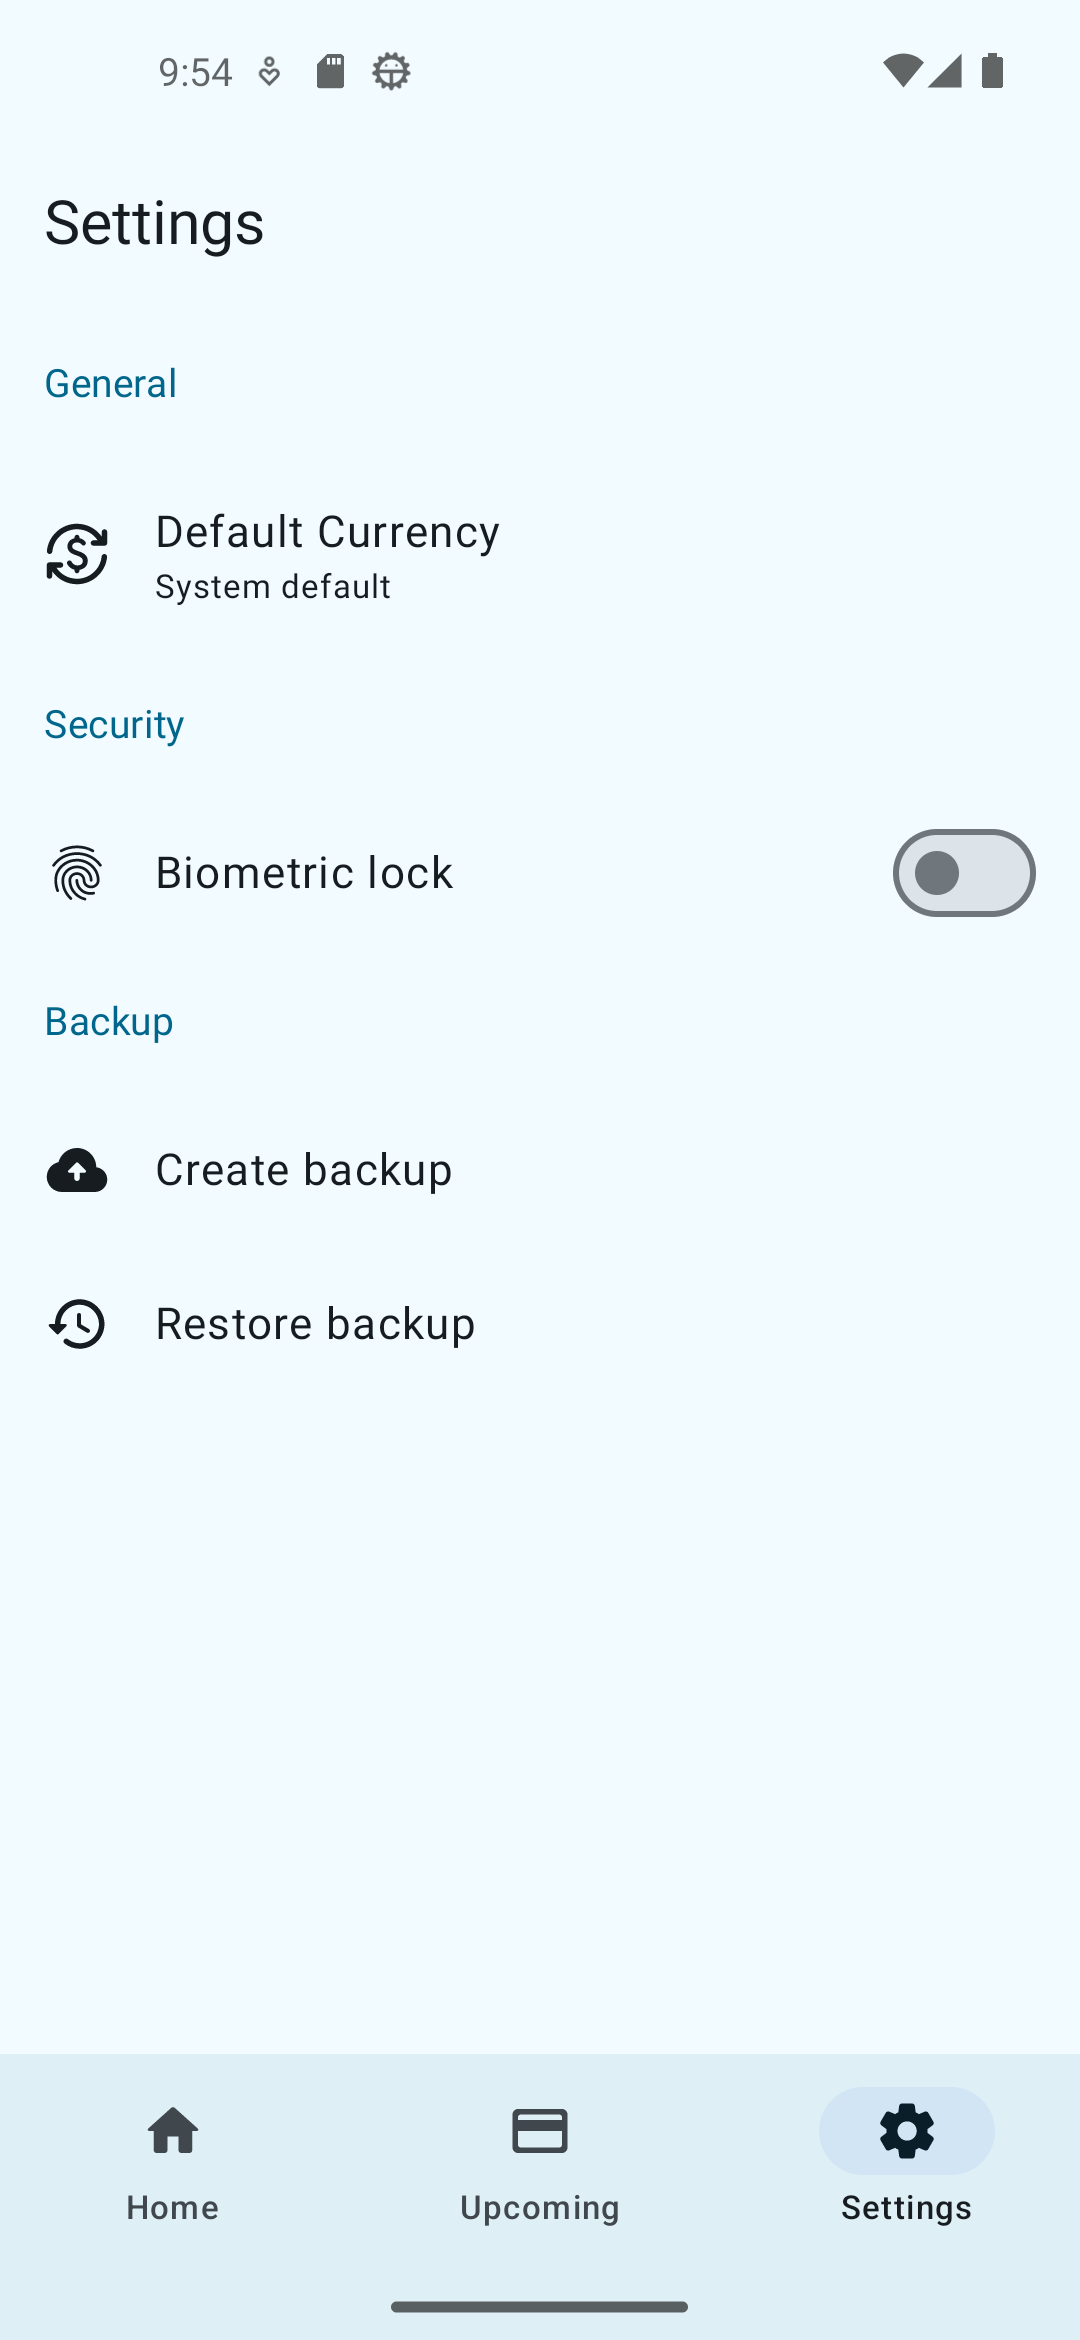 9:54
Settings
General
Default Currency
System default
Security
Biometric lock
Backup
Create backup
Restore backup
Home
Upcoming
Settings